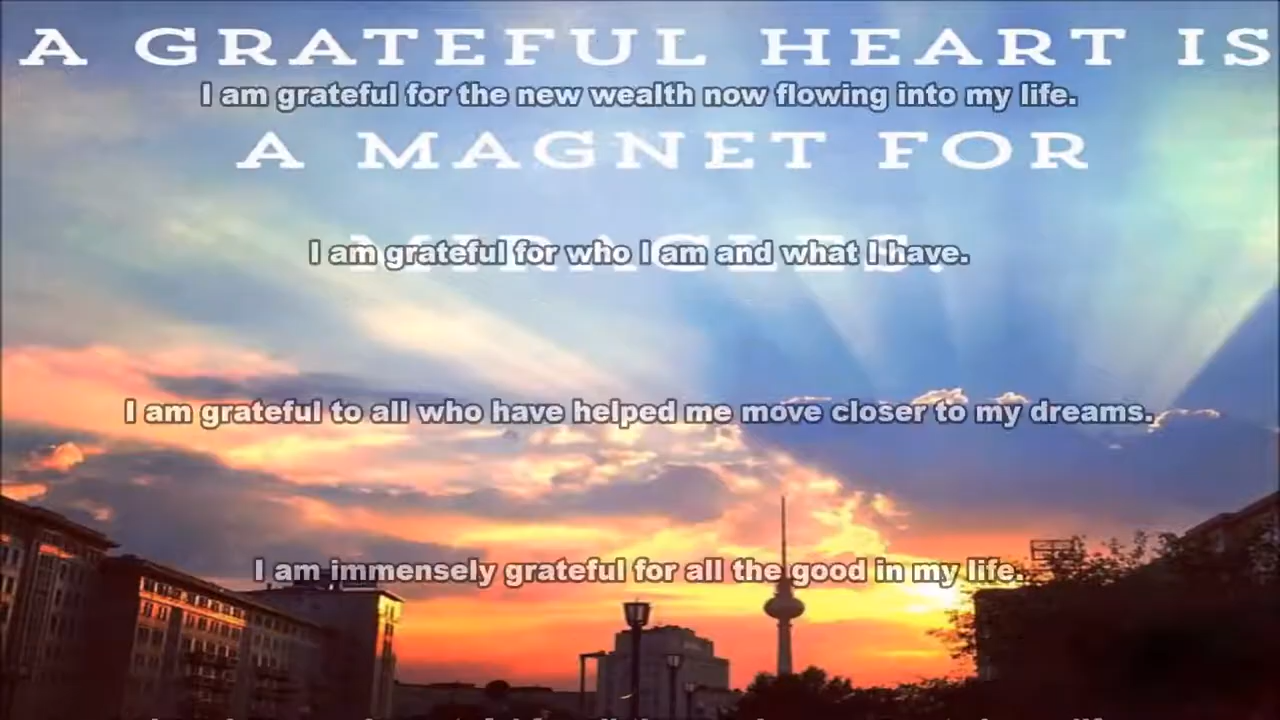 A GRATEFUL HEART IS
I am grateful for the new wealth now flowing into my life.
A MAGNET FOR
MIRACLES.
I am grateful for who I am and what I have.
I am grateful to all who have helped me move closer to my dreams.
I am immensely grateful for all the good in my life.